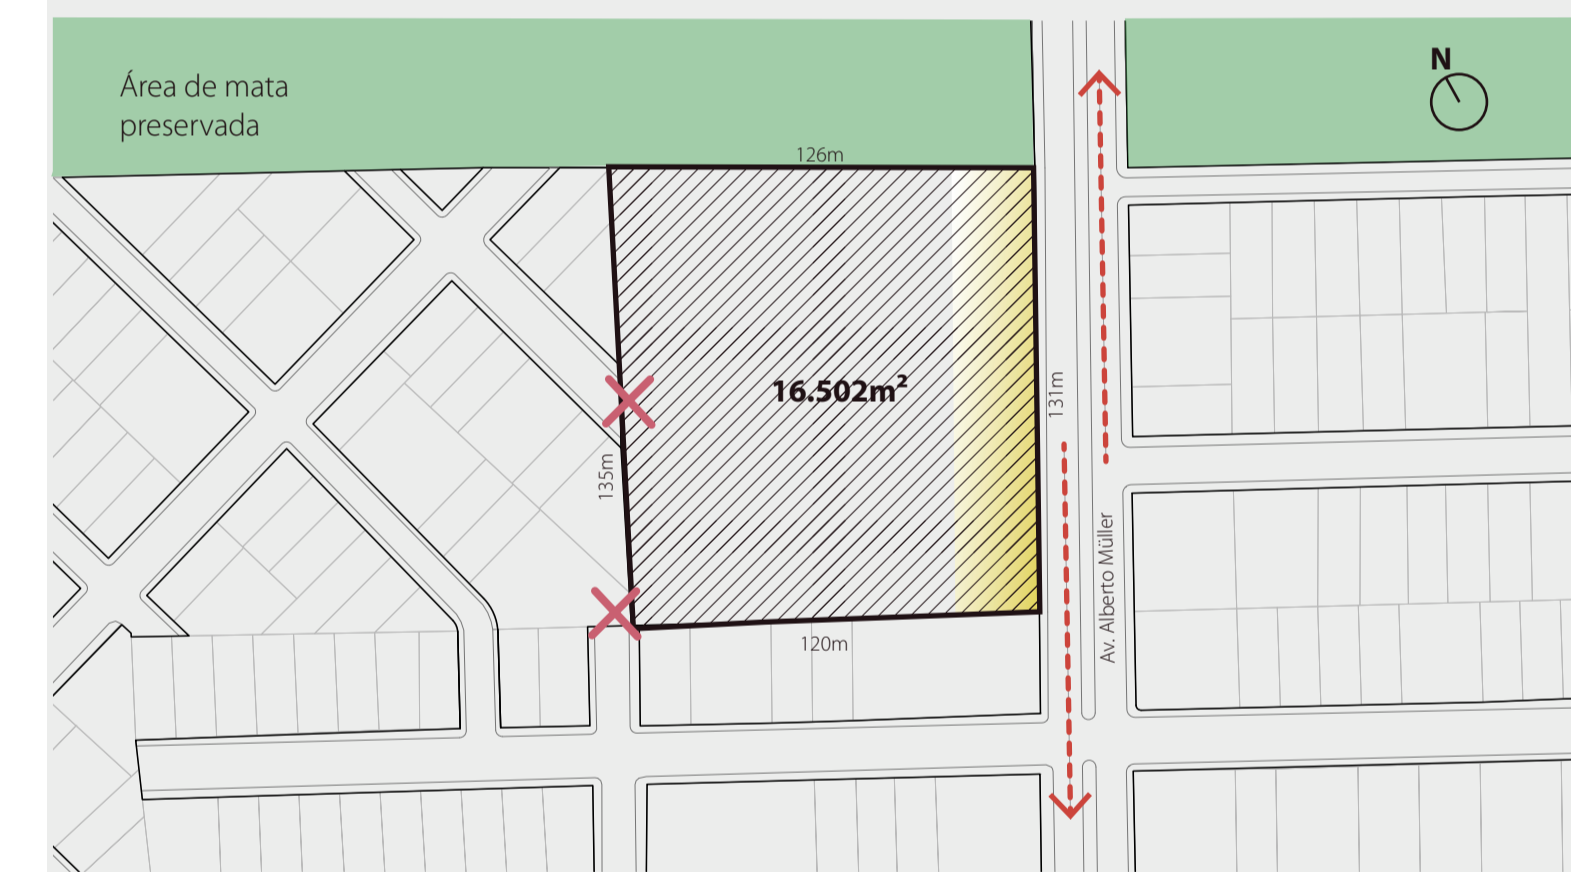 Área de mata
preservada
N
126m
16.502m²
131m
135m
Av. Alberto Müller
120m